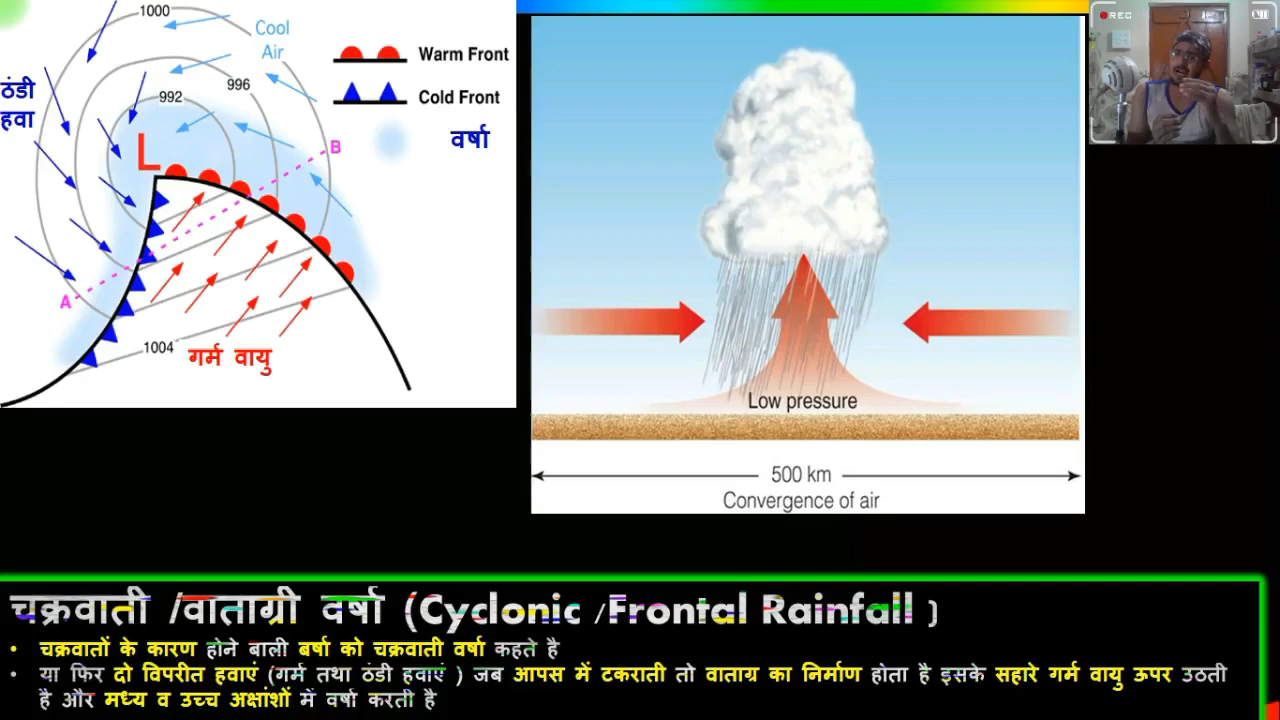 1000
Cool
Air
ठंडी
हवा
996
992
Warm Front
Cold Front
वर्षा
L
B
A
1004
गर्म वायु
REC
Low pressure
500 km
Convergence of air
चक्रवाती /वाताग्री वर्षा (Cyclonic /Frontal Rainfall )
• चक्रवातों के कारण होने बाली बर्षा को चक्रवाती वर्षा कहते है
• या फिर दो विपरीत हवाएं (गर्म तथा ठंडी हवाएं ) जब आपस में टकराती तो वाताग्र का निर्माण होता है इसके सहारे गर्म वायु ऊपर उठती
है और मध्य व उच्च अक्षांशों में वर्षा करती है